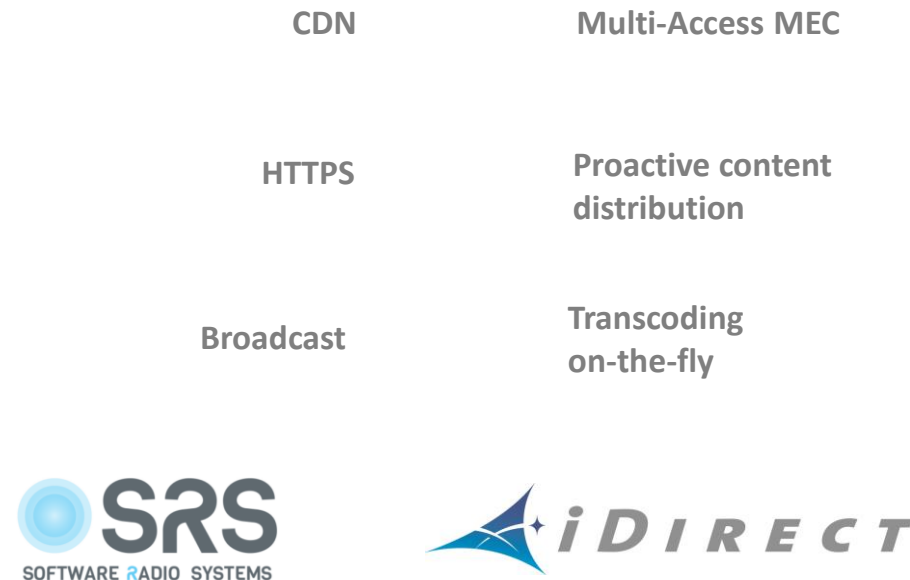 CDN
Multi-Access MEC
HTTPS
Proactive content
distribution
Broadcast
Transcoding
on-the-fly
SRS
SOFTWARE RADIO SYSTEMS
iDIRECT